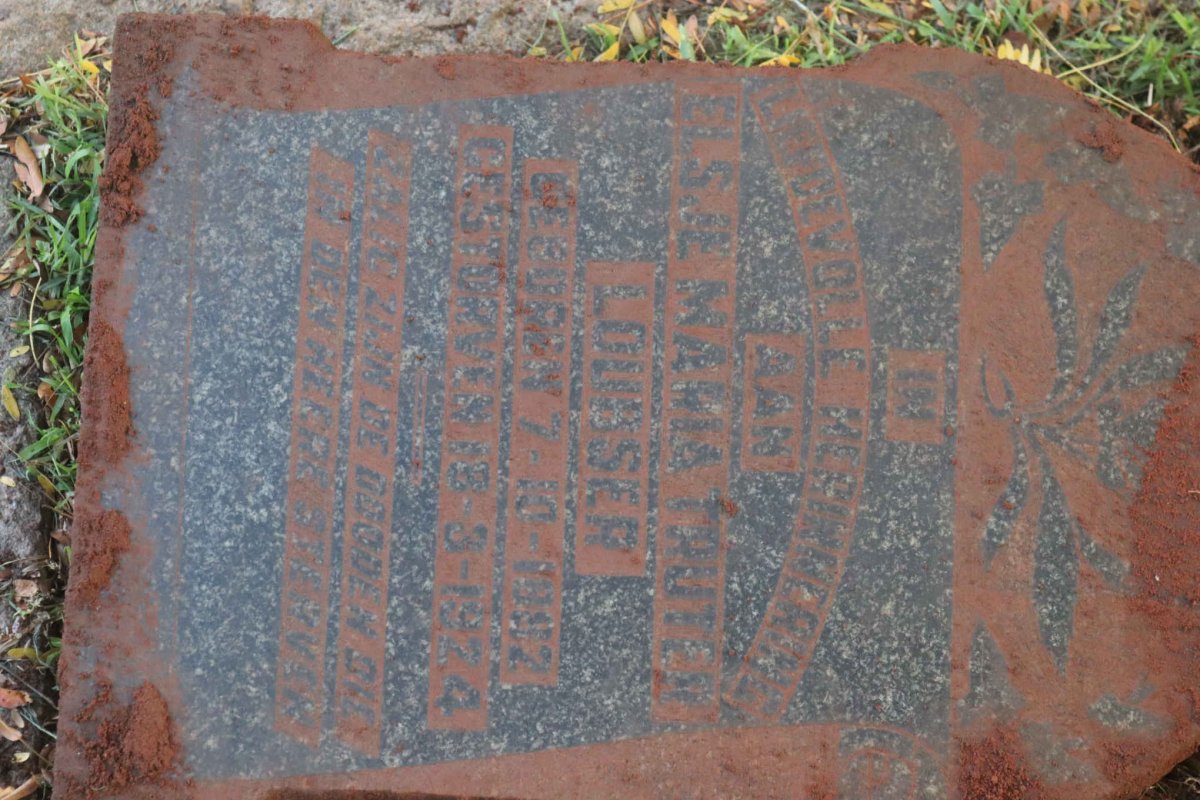 IN
LIEFDEVOLLE HERINNERING
AAN
ELSJE MARIA TRUTER
LOUBSER
GEBOREN 7-10-1892
GESTORVEN 18-3-1924
ZALIG ZIJN DE DOODEN DIE
IN DEN HEERE STERVEN